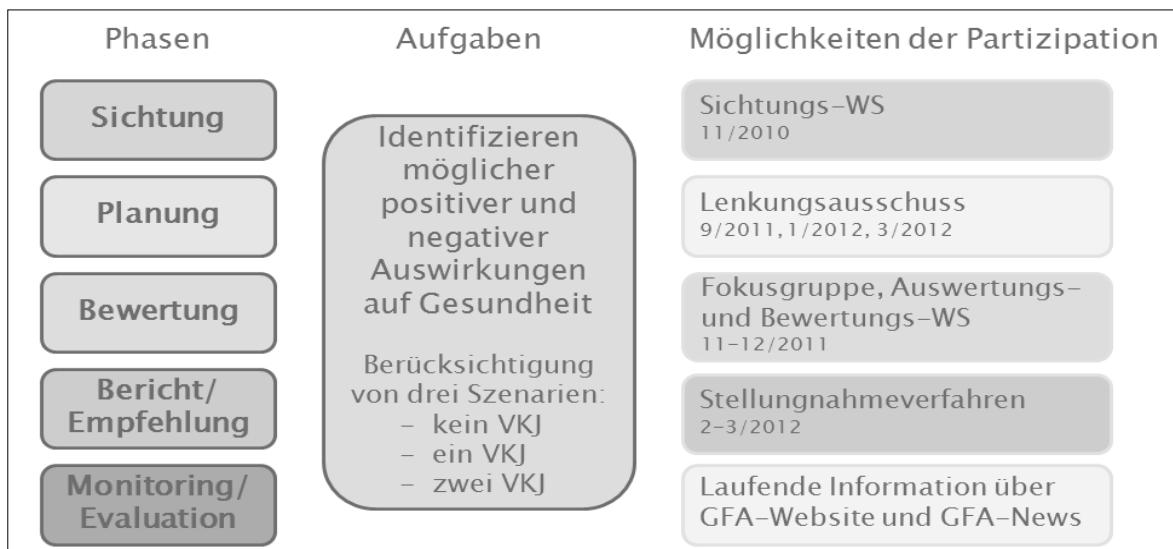 Phasen
Aufgaben
Möglichkeiten der Partizipation
Sichtung
Planung
Bewertung
Bericht/
Empfehlung
Monitoring/
Evaluation
Identifizieren
möglicher
positiver und
negativer
Auswirkungen
auf Gesundheit
Berücksichtigung
von drei Szenarien:
– kein VKJ
– ein VKJ
– zwei VKJ
Sichtungs-WS
11/2010
Lenkungsausschuss
9/2011, 1/2012, 3/2012
Fokusgruppe, Auswertungs-
und Bewertungs-WS
11-12/2011
Stellungnahmeverfahren
2-3/2012
Laufende Information über
GFA-Website und GFA-News